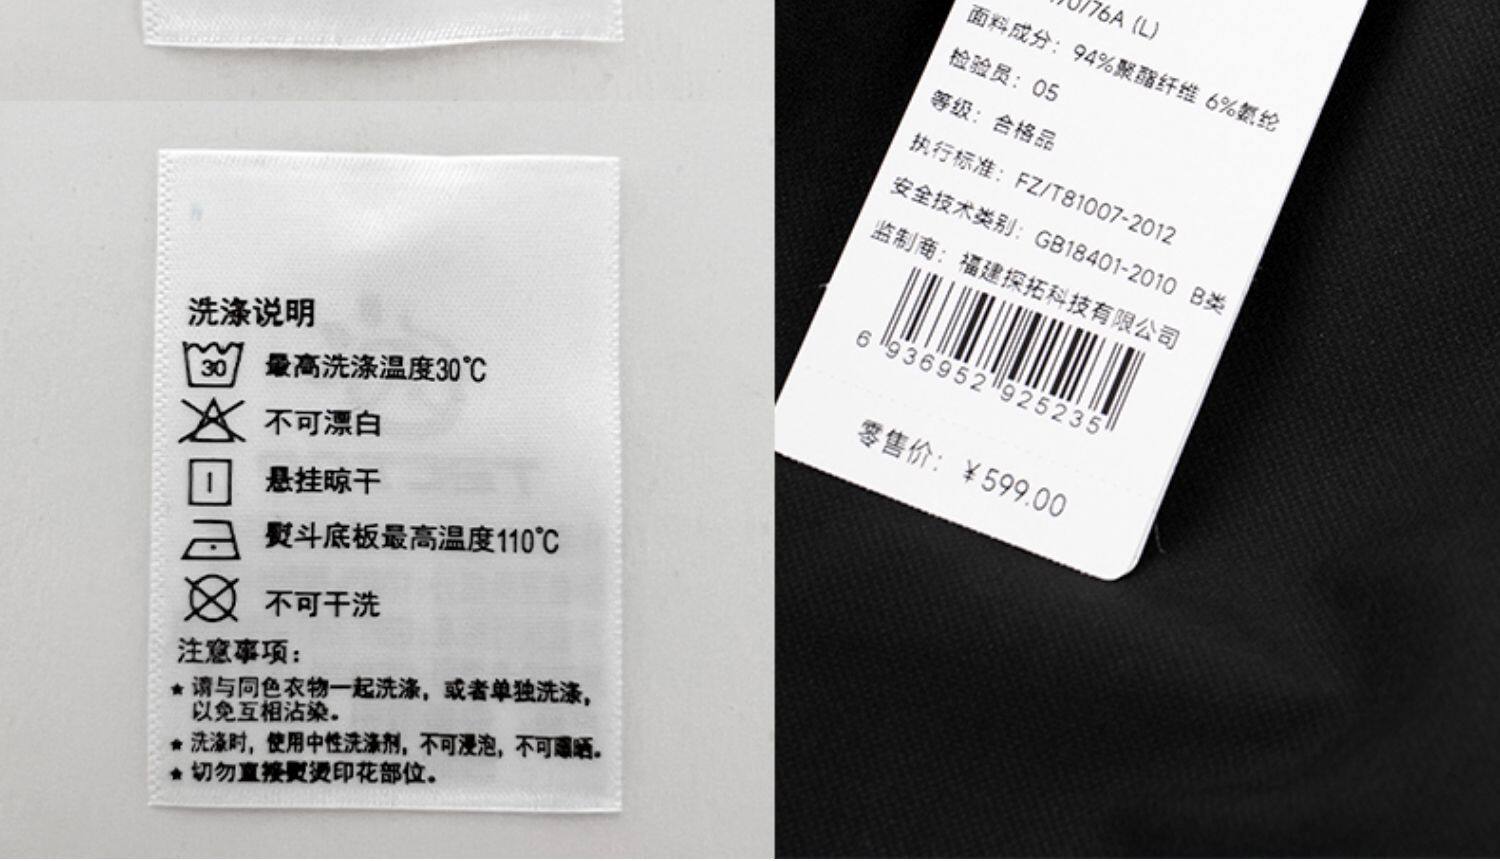 洗涤说明
30 最高洗涤温度30℃
不可漂白
悬挂晾干
熨斗底板最高温度110℃
不可干洗
注意事项：
★ 请与同色衣物一起洗涤，或者单独洗涤，
以免互相沾染。
★ 洗涤时，使用中性洗涤剂，不可浸泡，不可曝晒。
★ 切勿直接熨烫印花部位。
70/76A (L)
面料成分：94%聚酯纤维 6%氨纶
检验员：05
等级：合格品
执行标准：FZ/T81007-2012
安全技术类别：GB18401-2010 B类
监制商：福建探拓科技有限公司
6 936952 925235
零售价：￥599.00